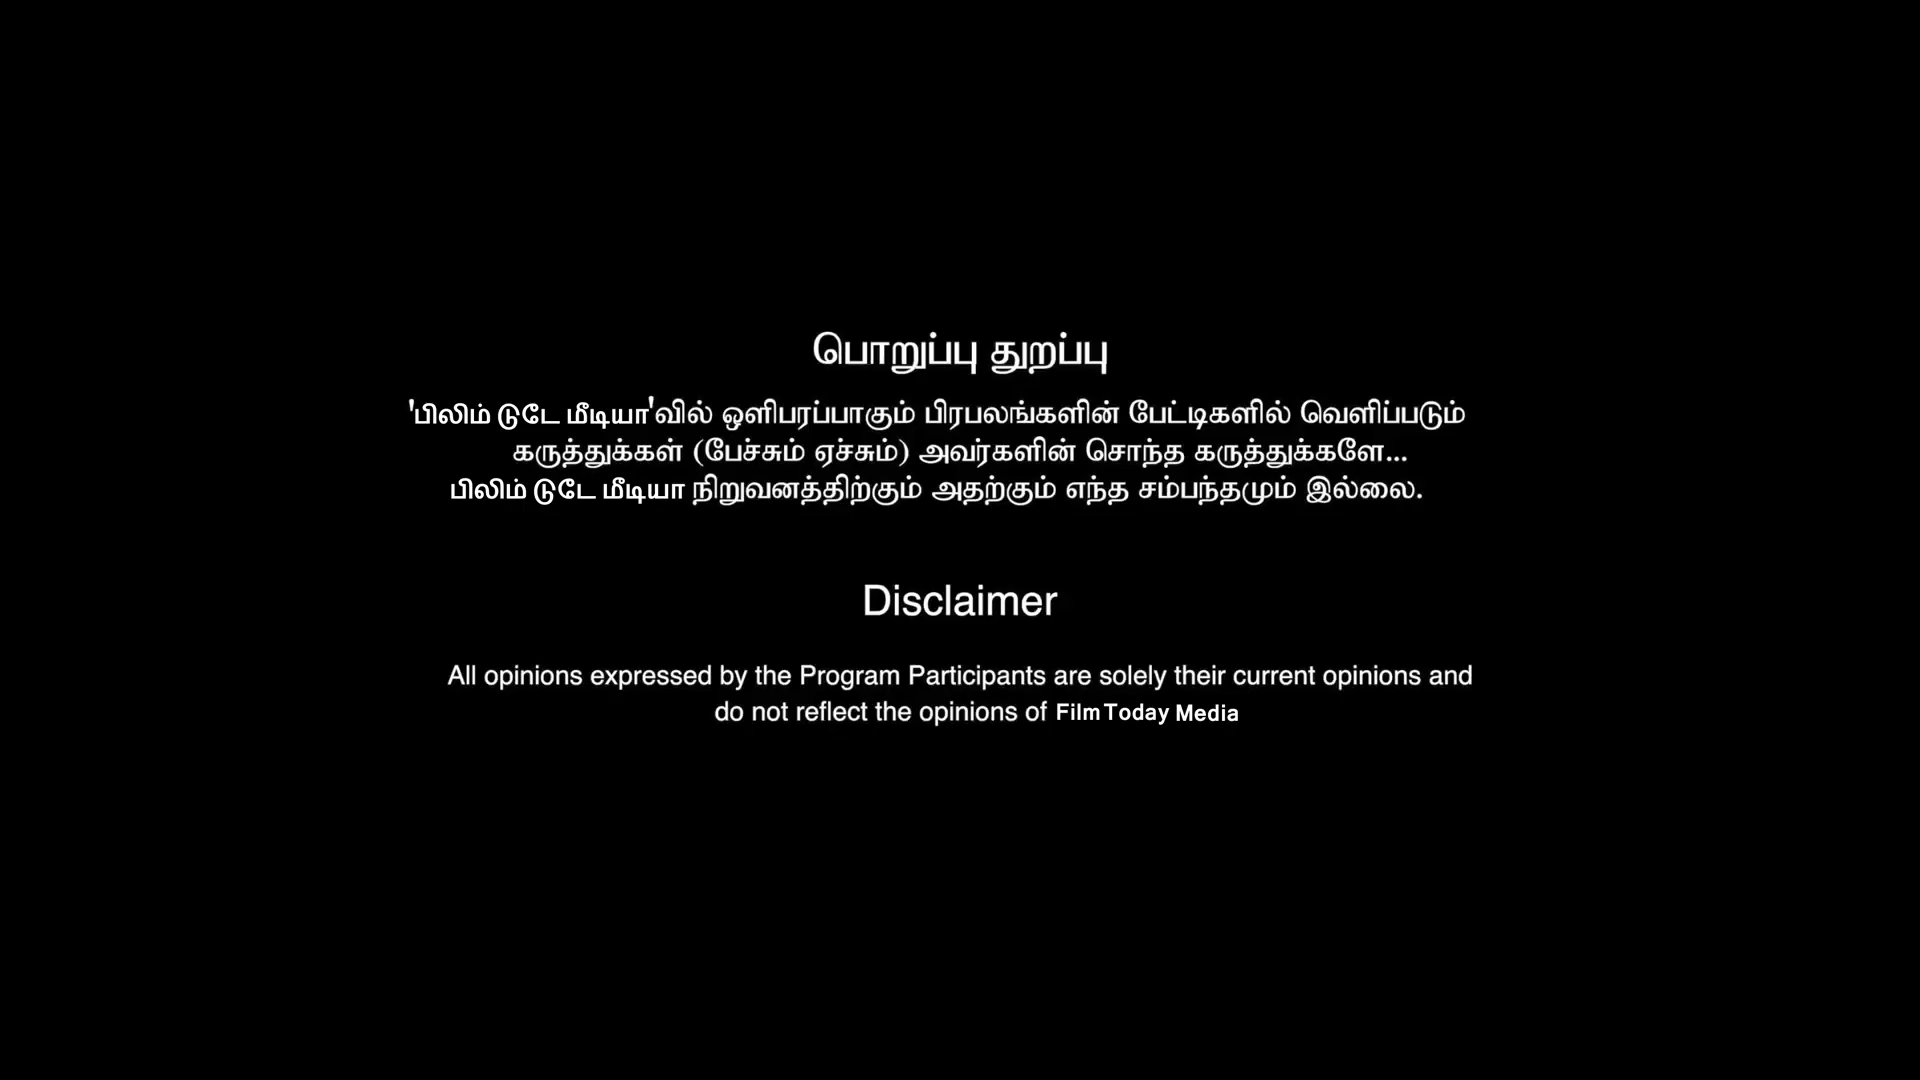 பொறுப்பு துறப்பு
'பிலிம் டுடே மீடியா'வில் ஒளிபரப்பாகும் பிரபலங்களின் பேட்டிகளில் வெளிப்படும்
கருத்துக்கள் (பேச்சும் ஏச்சும்) அவர்களின் சொந்த கருத்துக்களே...
பிலிம் டுடே மீடியா நிறுவனத்திற்கும் அதற்கும் எந்த சம்பந்தமும் இல்லை.
Disclaimer
All opinions expressed by the Program Participants are solely their current opinions and
do not reflect the opinions of Film Today Media